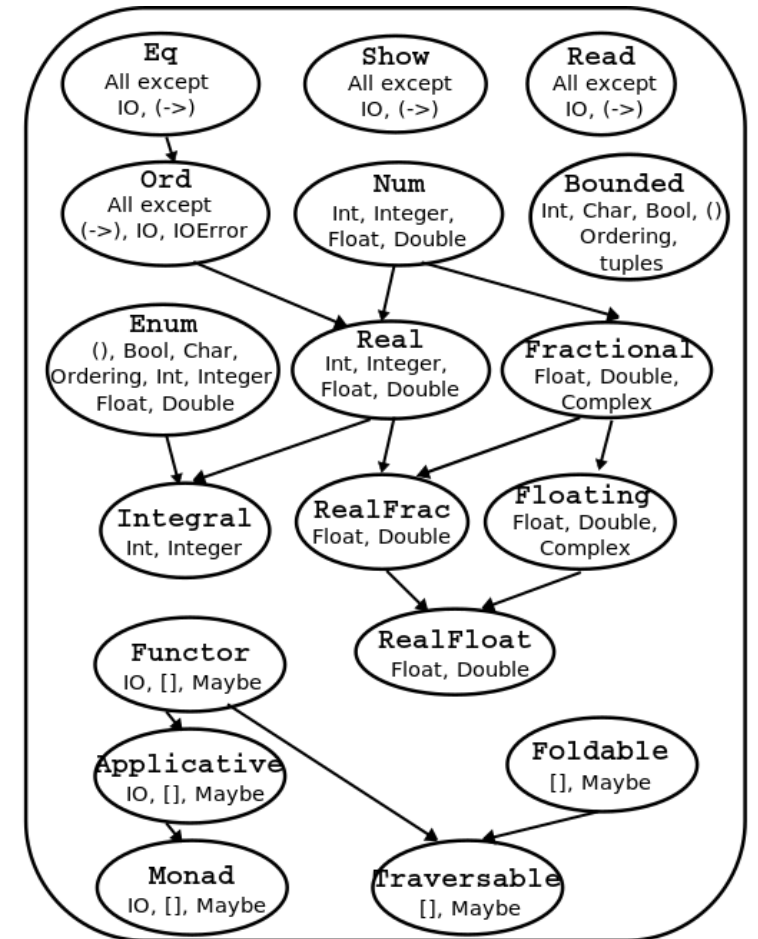 Eq
All except
IO, (->)
Show
All except
IO, (->)
Read
All except
IO, (->)
Ord
All except
(->), IO, IOError
Num
Int, Integer,
Float, Double
Bounded
Int, Char, Bool, ()
Ordering,
tuples
Enum
(), Bool, Char,
Ordering, Int, Integer
Float, Double
Real
Int, Integer,
Float, Double
Fractional
Float, Double,
Complex
Integral
Int, Integer
RealFrac
Float, Double
Floating
Float, Double,
Complex
RealFloat
Float, Double
Functor
IO, [], Maybe
Applicative
IO, [], Maybe
Foldable
[], Maybe
Monad
IO, [], Maybe
Traversable
[], Maybe